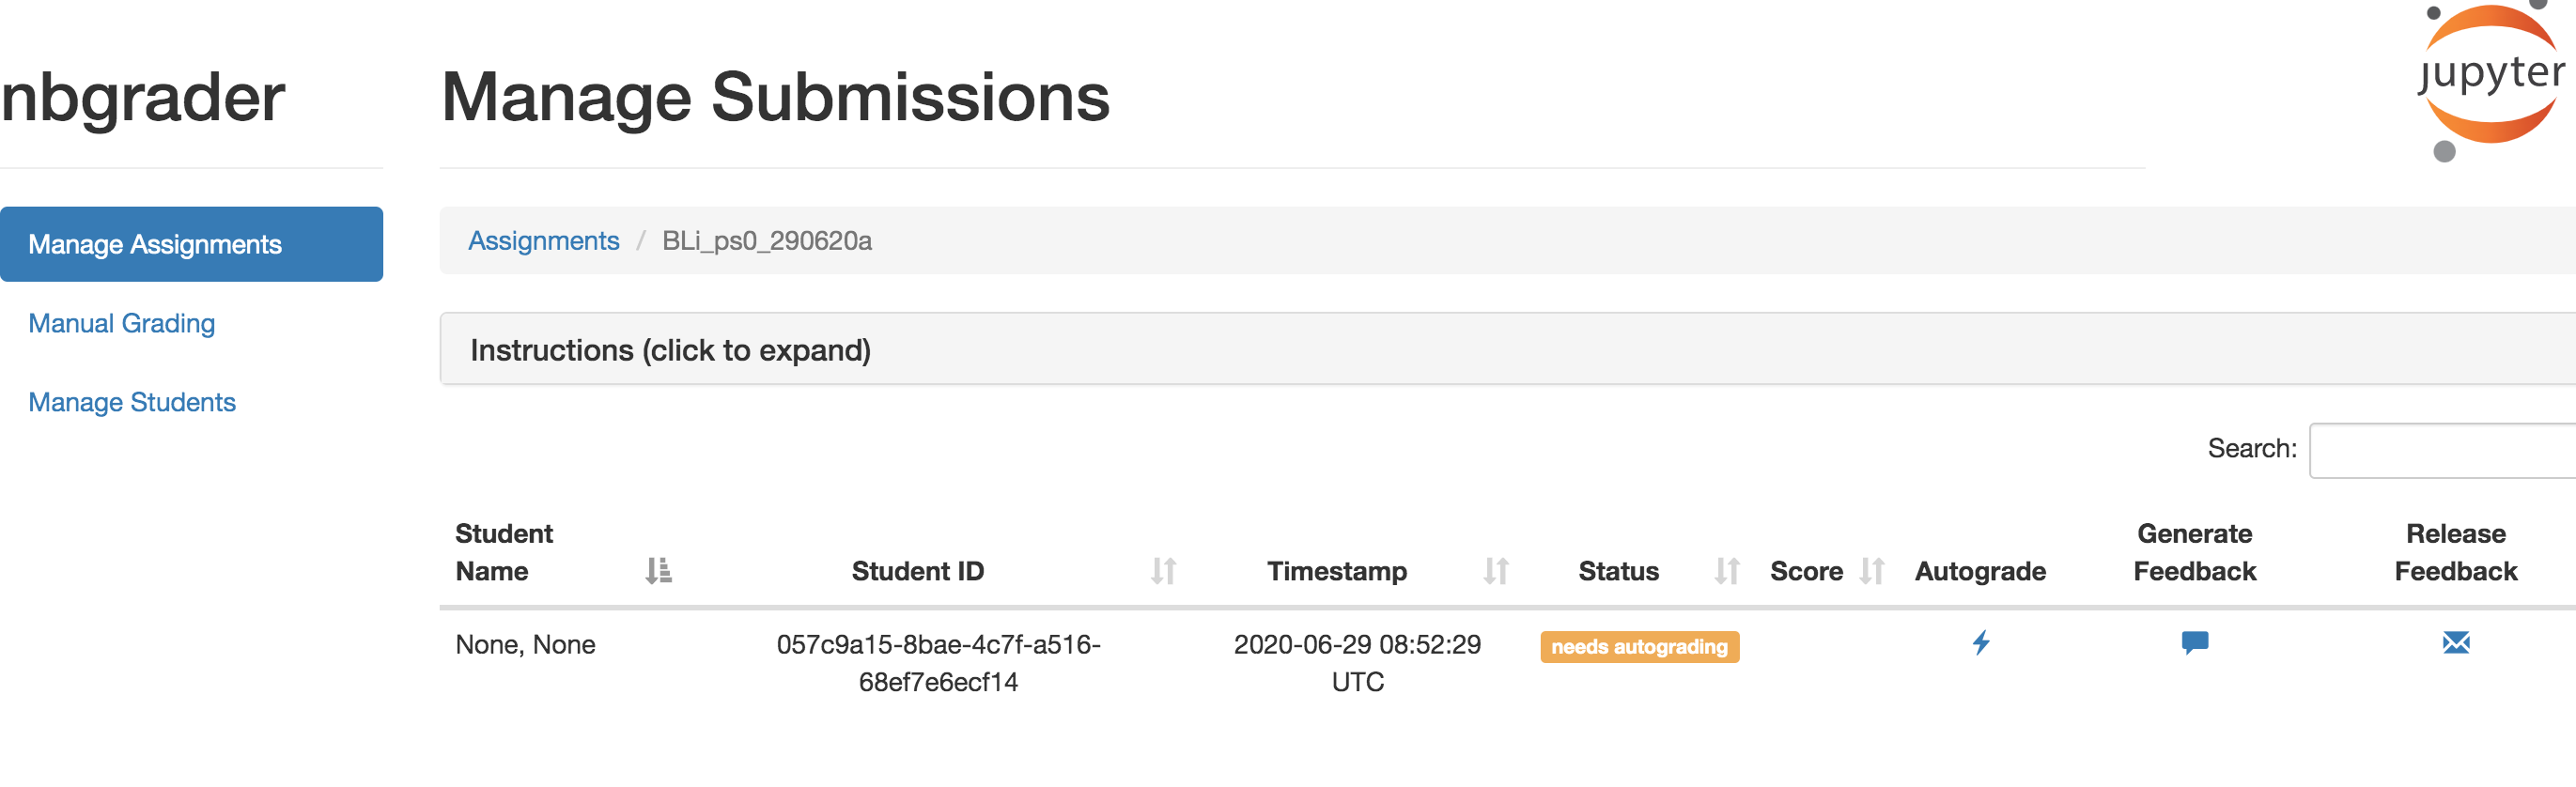 nbgrader
Manage Submissions
jupyter
Manage Assignments
Manual Grading
Manage Students
Assignments / BLi_ps0_290620a
Instructions (click to expand)
Search:
Student Name
Student ID
Timestamp
Status
Score
Autograde
Generate Feedback
Release Feedback
None, None
057c9a15-8bae-4c7f-a516-
68ef7e6ecf14
2020-06-29 08:52:29
UTC
needs autograding